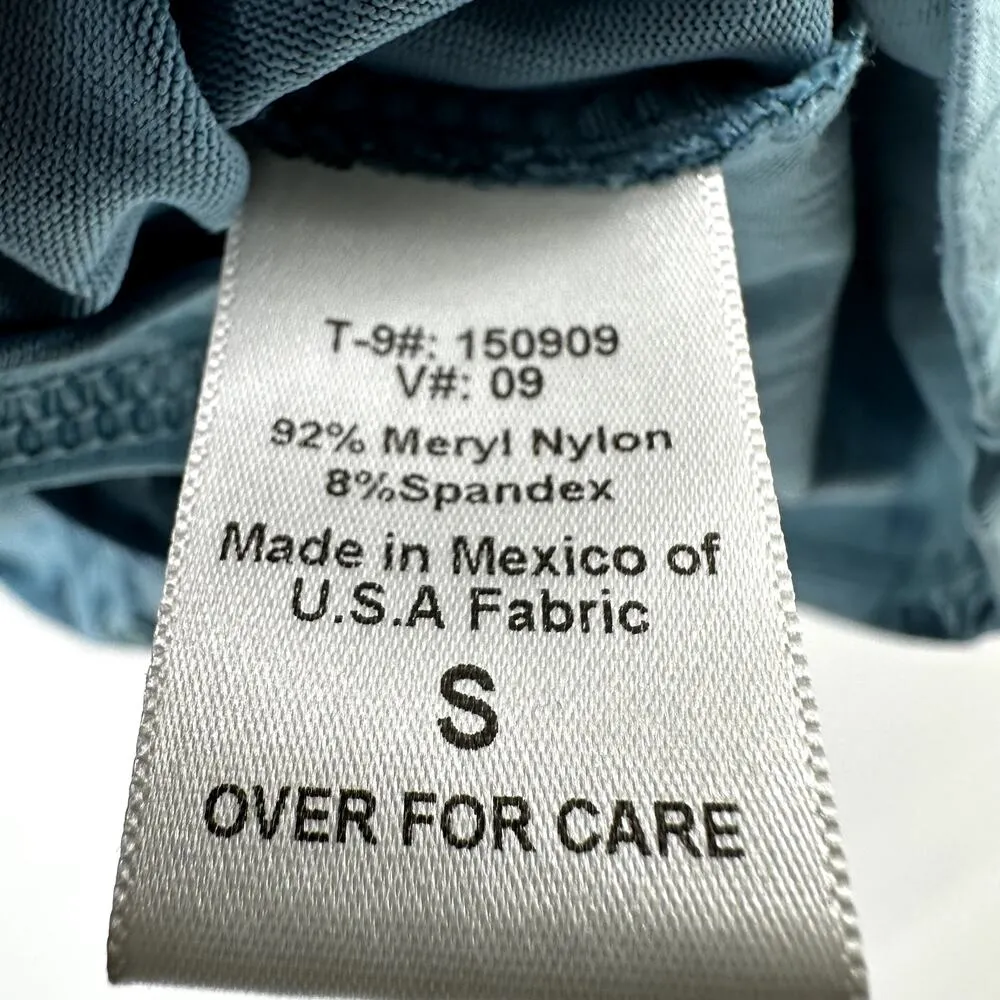 T-9#: 150909
V#: 09
92% Meryl Nylon
8%Spandex
Made in Mexico of
U.S.A Fabric
S
OVER FOR CARE